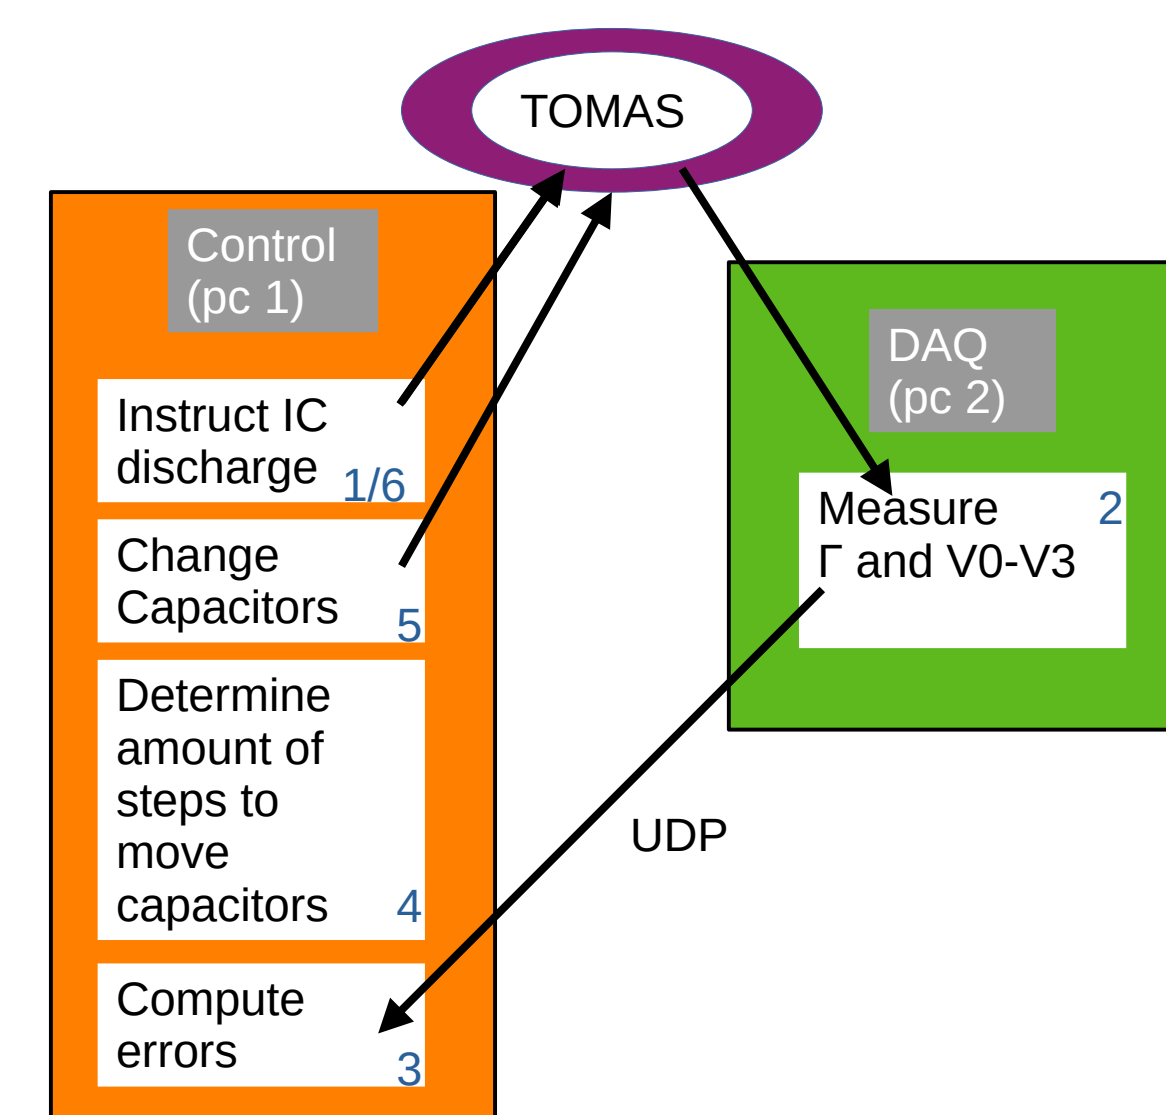 TOMAS
Control
(pc 1)
Instruct IC
discharge
1/6
Change
Capacitors
5
Determine
amount of
steps to
move
capacitors
4
Compute
errors
3
DAQ
(pc 2)
Measure
2
Γ and V0-V3
UDP